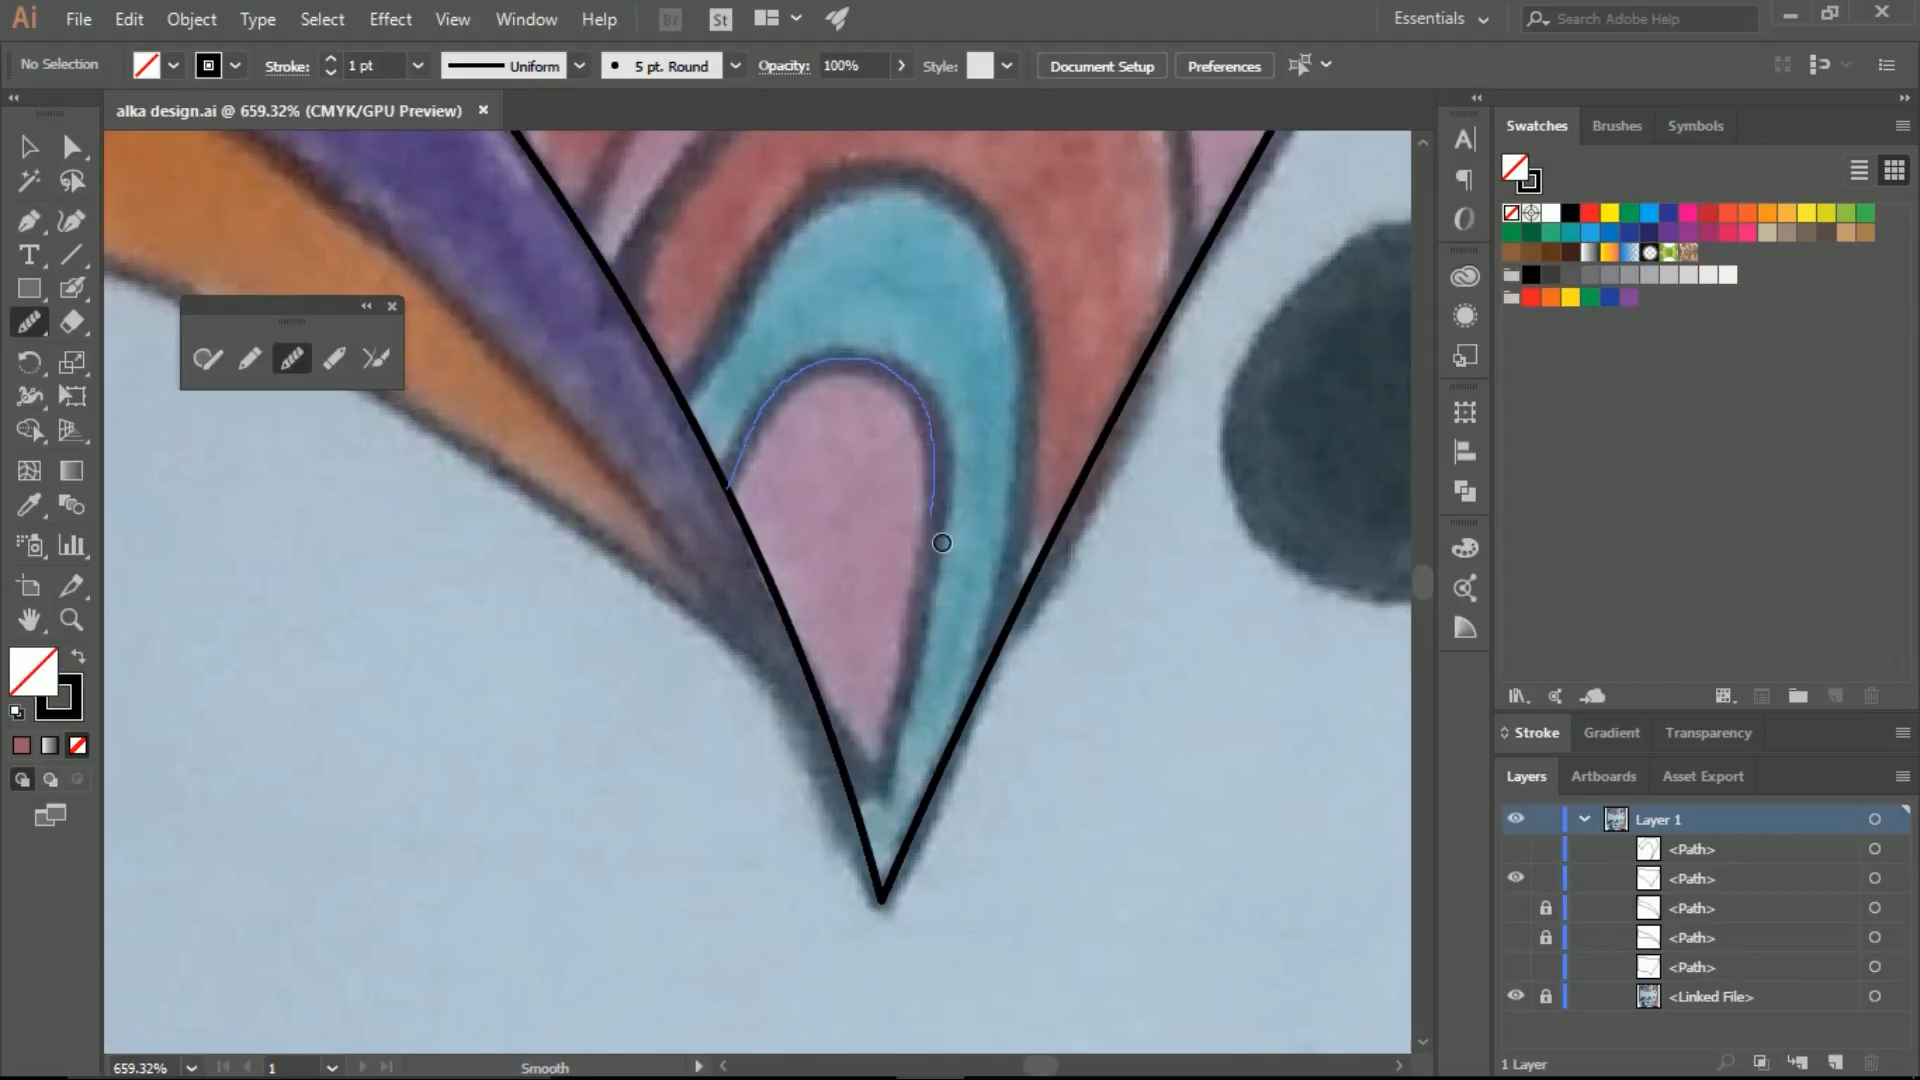 Ai File Edit Object Type Select Effect View Window Help Br St Essentials Search Adobe Help
No Selection Stroke: 1 pt Uniform 5 pt. Round Opacity: 100% Style: Document Setup Preferences
alka design.ai @ 659.32% (CMYK/GPU Preview)
Swatches Brushes Symbols
Stroke Gradient Transparency
Layers Artboards Asset Export
Layer 1
<Path>
<Path>
<Path>
<Path>
<Path>
<Linked File>
1 Layer
659.32% 1 Smooth